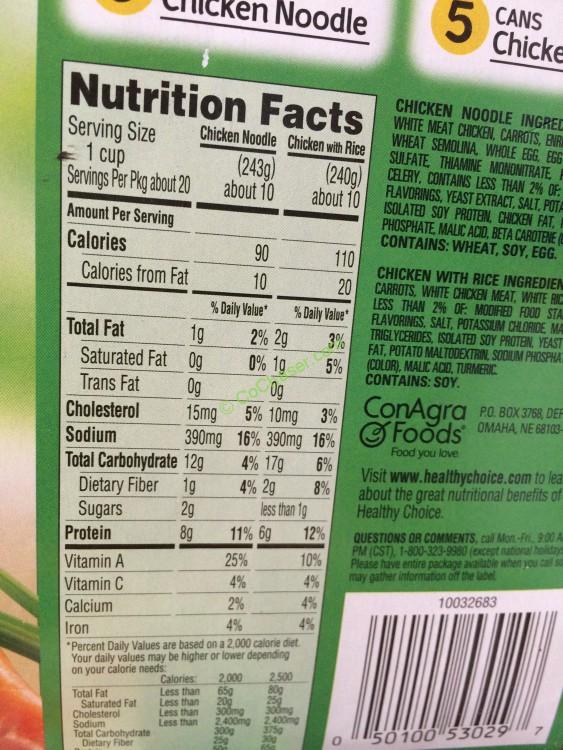 Chicken Noodle
5 CANS
Chicke
Nutrition Facts
Serving Size Chicken Noodle Chicken with Rice
1 cup (243g) (240g)
Servings Per Pkg about 20 about 10 about 10
Amount Per Serving
Calories 90 110
Calories from Fat 10 20
% Daily Value* % Daily Value*
Total Fat 1g 2% 2g 3%
Saturated Fat 0g 0% 1g 5%
Trans Fat 0g 0g
Cholesterol 15mg 5% 10mg 3%
Sodium 390mg 16% 390mg 16%
Total Carbohydrate 12g 4% 17g 6%
Dietary Fiber 1g 4% 2g 8%
Sugars 2g less than 1g
Protein 8g 11% 6g 12%
Vitamin A 25% 10%
Vitamin C 4% 4%
Calcium 2% 4%
Iron 4% 4%
*Percent Daily Values are based on a 2,000 calorie diet.
Your daily values may be higher or lower depending
on your calorie needs:
Calories: 2,000 2,500
Total Fat Less than 65g 80g
Saturated Fat Less than 20g 25g
Cholesterol Less than 300mg 300mg
Sodium Less than 2,400mg 2,400mg
Total Carbohydrate 300g 375g
Dietary Fiber 25g 30g
CHICKEN NOODLE INGRED
WHITE MEAT CHICKEN, CARROTS, ENRI
WHEAT SEMOLINA, WHOLE EGG, EGG
SULFATE, THIAMINE MONONITRATE,
CELERY, CONTAINS LESS THAN 2% OF:
FLAVORINGS, YEAST EXTRACT, SALT, POTA
ISOLATED SOY PROTEIN, CHICKEN FAT,
PHOSPHATE, MALIC ACID, BETA CAROTENE
CONTAINS: WHEAT, SOY, EGG.
CHICKEN WITH RICE INGREDIEN
CARROTS, WHITE CHICKEN MEAT, WHITE RIC
LESS THAN 2% OF: MODIFIED FOOD STA
FLAVORINGS, SALT, POTASSIUM CHLORIDE, MA
TRIGLYCERIDES, ISOLATED SOY PROTEIN, YEAST
FAT, POTATO MALTODEXTRIN, SODIUM PHOSPHA
(COLOR), MALIC ACID, TURMERIC.
CONTAINS: SOY.
ConAgra
Foods®
Food you love
P.O. BOX 3768, DEP
OMAHA, NE 68103-
Visit www.healthychoice.com to lea
about the great nutritional benefits of
Healthy Choice.
QUESTIONS OR COMMENTS, call Mon.-Fri., 9:00 A
PM (CST), 1-800-323-9980 (except national holidays
Please have entire package available when you call so
may gather information off the label.
10032683
0 50100 53029 7